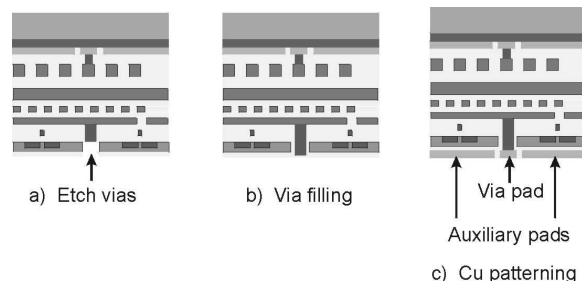 a) Etch vias
b) Via filling
Via pad
Auxiliary pads
c) Cu patterning